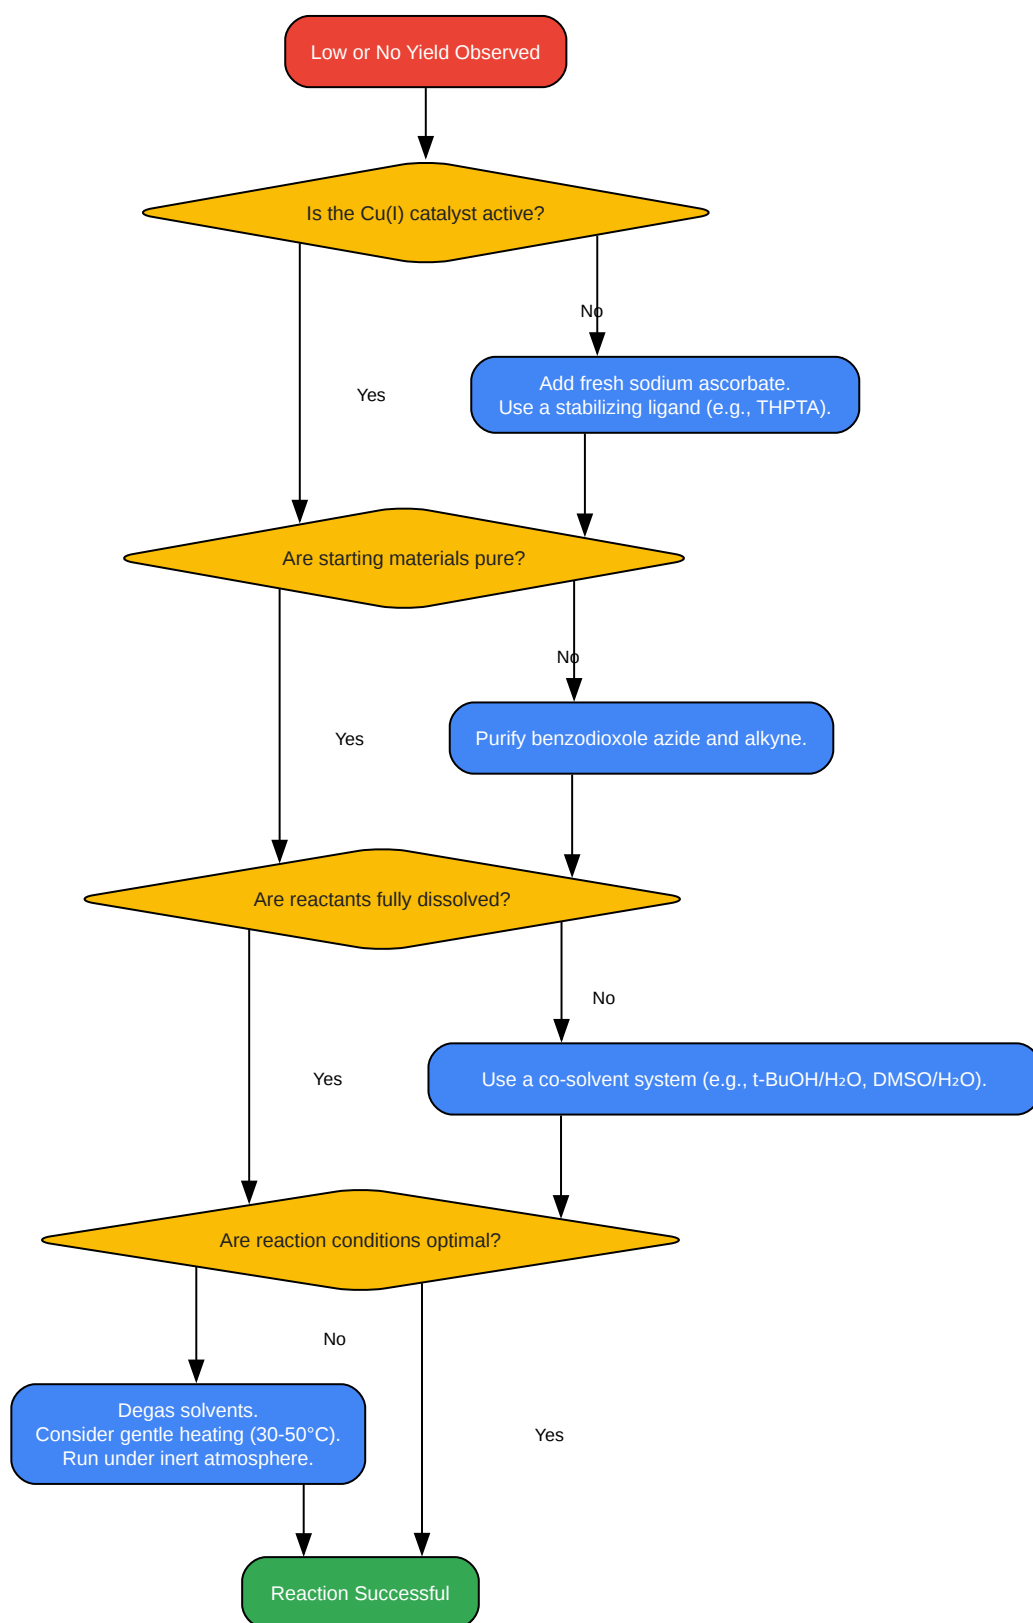 Low or No Yield Observed
Is the Cu(I) catalyst active?
No
Yes
Add fresh sodium ascorbate.
Use a stabilizing ligand (e.g., THPTA).
Are starting materials pure?
No
Yes
Purify benzodioxole azide and alkyne.
Are reactants fully dissolved?
No
Yes
Use a co-solvent system (e.g., t-BuOH/H₂O, DMSO/H₂O).
Are reaction conditions optimal?
No
Degas solvents.
Consider gentle heating (30-50°C).
Run under inert atmosphere.
Yes
Reaction Successful